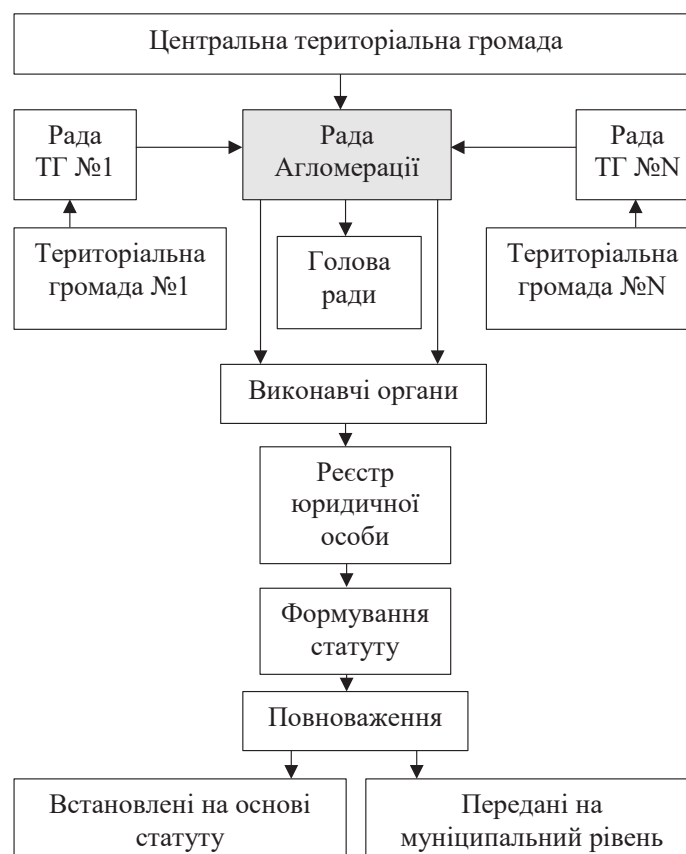 Центральна територіальна громада
Рада
ТГ №1
Рада
Агломерації
Рада
ТГ №N
Територіальна
громада №1
Голова
ради
Територіальна
громада №N
Виконавчі органи
Реєстр
юридичної
особи
Формування
статуту
Повноваження
Встановлені на основі
статуту
Передані на
муніципальний рівень